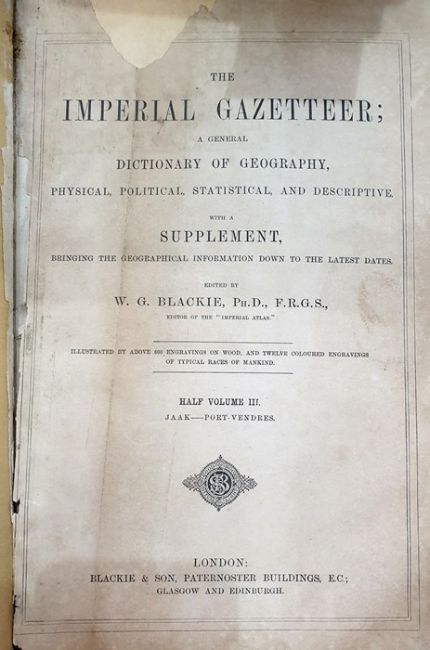 THE
IMPERIAL GAZETTEER;
A GENERAL
DICTIONARY OF GEOGRAPHY,
PHYSICAL, POLITICAL, STATISTICAL, AND DESCRIPTIVE.
WITH A
SUPPLEMENT,
BRINGING THE GEOGRAPHICAL INFORMATION DOWN TO THE LATEST DATES.
EDITED BY
W. G. BLACKIE, PH.D., F.R.G.S.,
EDITOR OF THE "IMPERIAL ATLAS."
ILLUSTRATED BY ABOVE 800 ENGRAVINGS ON WOOD, AND TWELVE COLOURED ENGRAVINGS
OF TYPICAL RACES OF MANKIND.
HALF VOLUME III.
JAAK—PORT-VENDRES.
LONDON:
BLACKIE & SON, PATERNOSTER BUILDINGS, E.C.;
GLASGOW AND EDINBURGH.